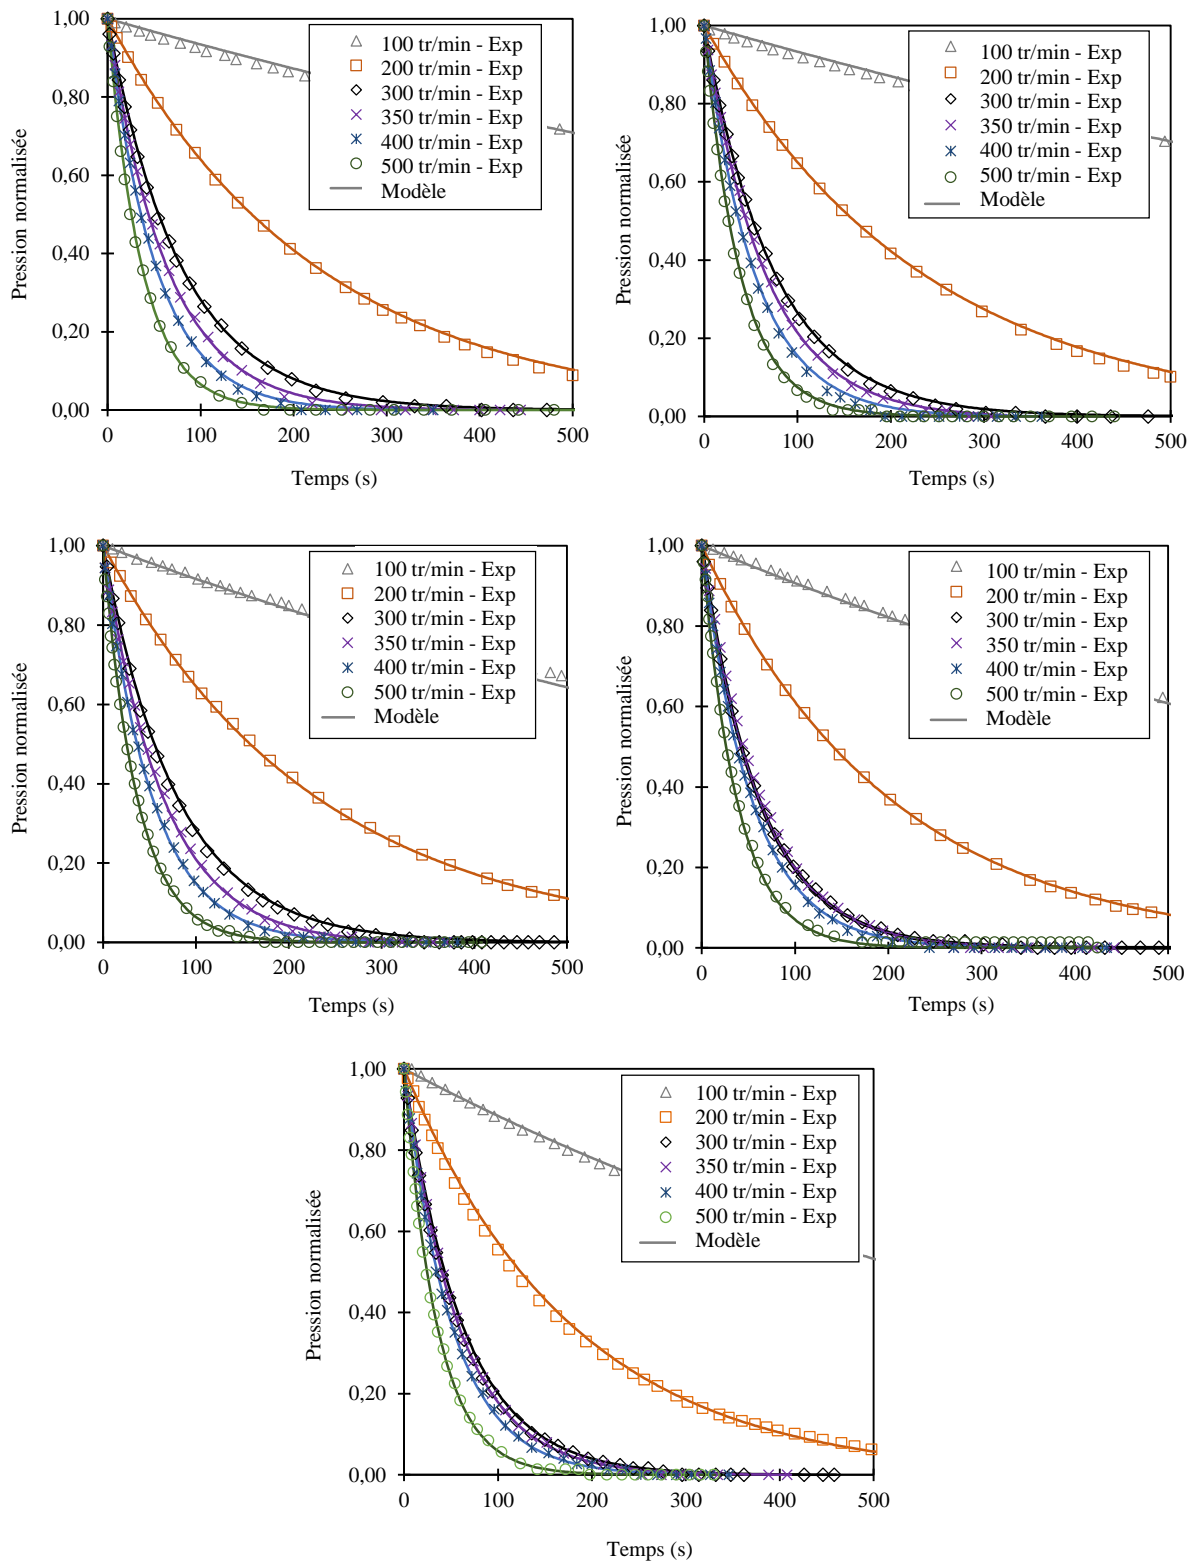 1,00
0,80
0,60
0,40
0,20
0,00
0 100 200 300 400 500
Pression normalisée
Temps (s)
100 tr/min - Exp
200 tr/min - Exp
300 tr/min - Exp
350 tr/min - Exp
400 tr/min - Exp
500 tr/min - Exp
Modèle
1,00
0,80
0,60
0,40
0,20
0,00
0 100 200 300 400 500
Pression normalisée
Temps (s)
100 tr/min - Exp
200 tr/min - Exp
300 tr/min - Exp
350 tr/min - Exp
400 tr/min - Exp
500 tr/min - Exp
Modèle
1,00
0,80
0,60
0,40
0,20
0,00
0 100 200 300 400 500
Pression normalisée
Temps (s)
100 tr/min - Exp
200 tr/min - Exp
300 tr/min - Exp
350 tr/min - Exp
400 tr/min - Exp
500 tr/min - Exp
Modèle
1,00
0,80
0,60
0,40
0,20
0,00
0 100 200 300 400 500
Pression normalisée
Temps (s)
100 tr/min - Exp
200 tr/min - Exp
300 tr/min - Exp
350 tr/min - Exp
400 tr/min - Exp
500 tr/min - Exp
Modèle
1,00
0,80
0,60
0,40
0,20
0,00
0 100 200 300 400 500
Pression normalisée
Temps (s)
100 tr/min - Exp
200 tr/min - Exp
300 tr/min - Exp
350 tr/min - Exp
400 tr/min - Exp
500 tr/min - Exp
Modèle